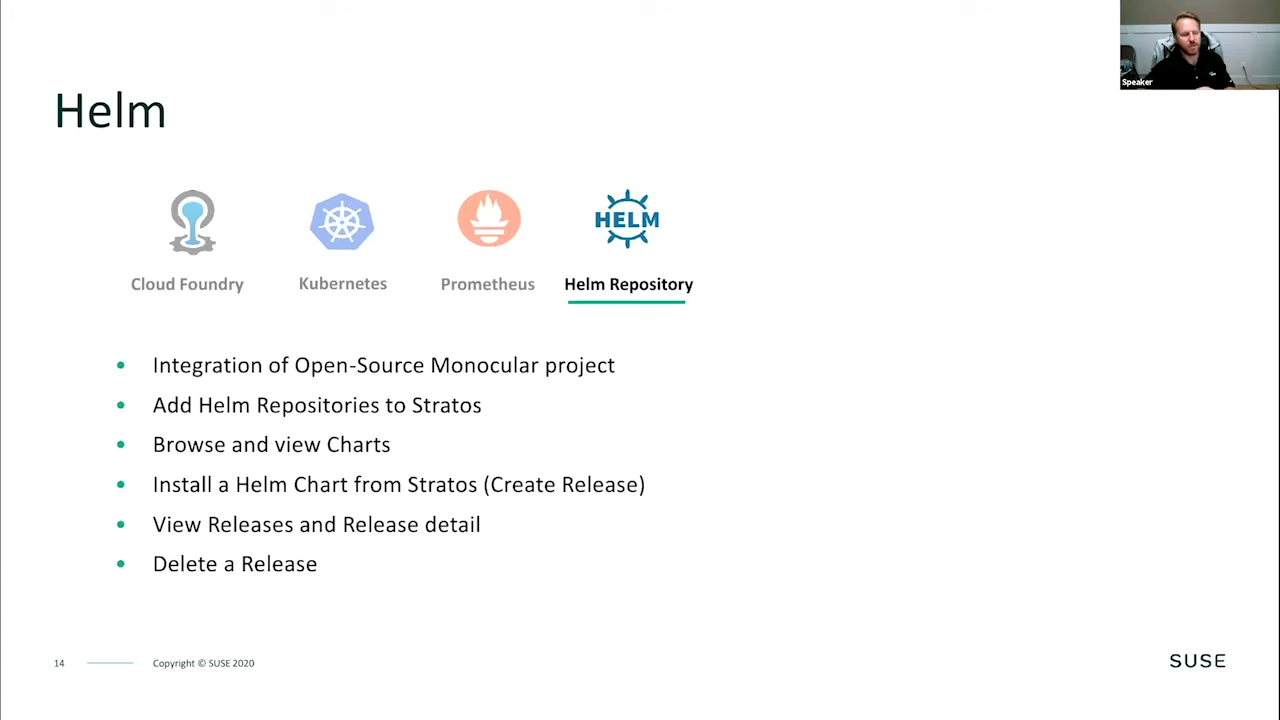 Speaker
Helm
HELM
Cloud Foundry
Kubernetes
Prometheus
Helm Repository
• Integration of Open-Source Monocular project
• Add Helm Repositories to Stratos
• Browse and view Charts
• Install a Helm Chart from Stratos (Create Release)
• View Releases and Release detail
• Delete a Release
14
Copyright © SUSE 2020
SUSE